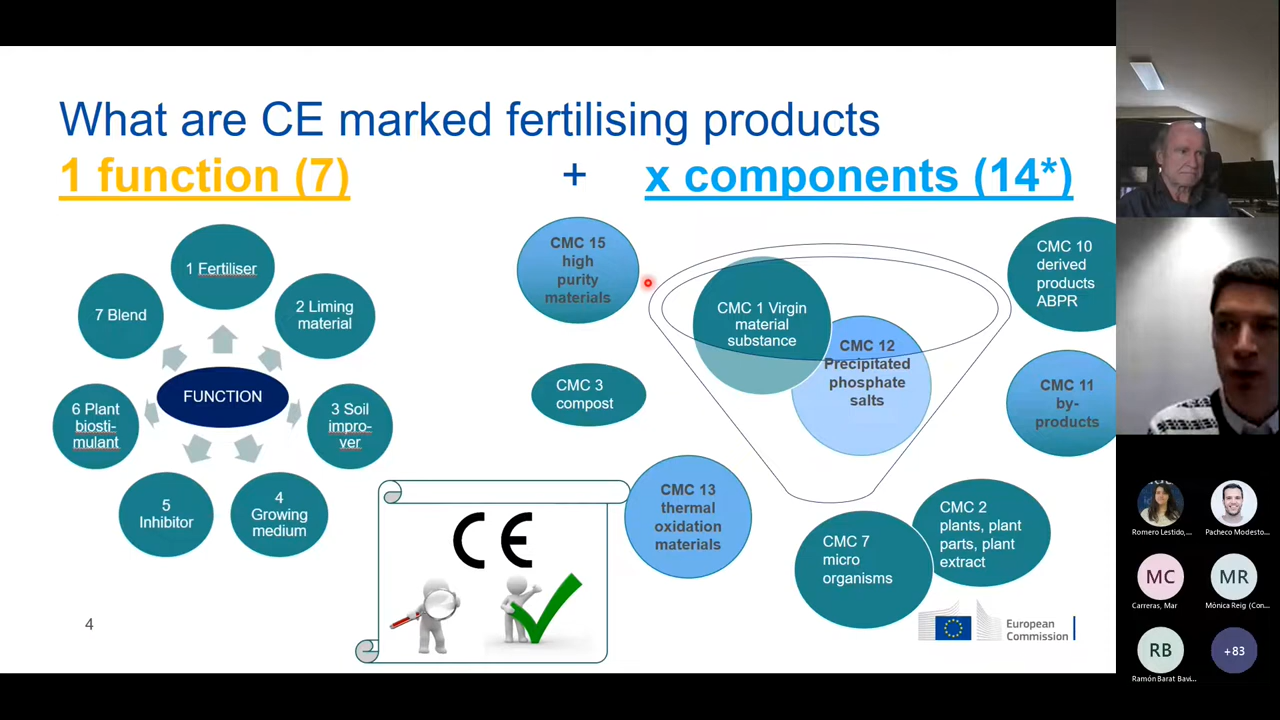 What are CE marked fertilising products
1 function (7)
+
x components (14*)
1 Fertiliser
2 Liming
material
3 Soil
impro-
ver
4
Growing
medium
5
Inhibitor
6 Plant
biosti-
mulant
7 Blend
FUNCTION
CE
CMC 15
high
purity
materials
CMC 3
compost
CMC 13
thermal
oxidation
materials
CMC 1 Virgin
material
substance
CMC 12
Precipitated
phosphate
salts
CMC 7
micro
organisms
CMC 2
plants, plant
parts, plant
extract
CMC 10
derived
products
ABPR
CMC 11
by-
products
4
European
Commission
Romero Lestido,...
Pacheco Modesto...
MC
MR
Carreras, Mar
Mónica Reig (Con...
RB
+83
Ramón Barat Bavi...